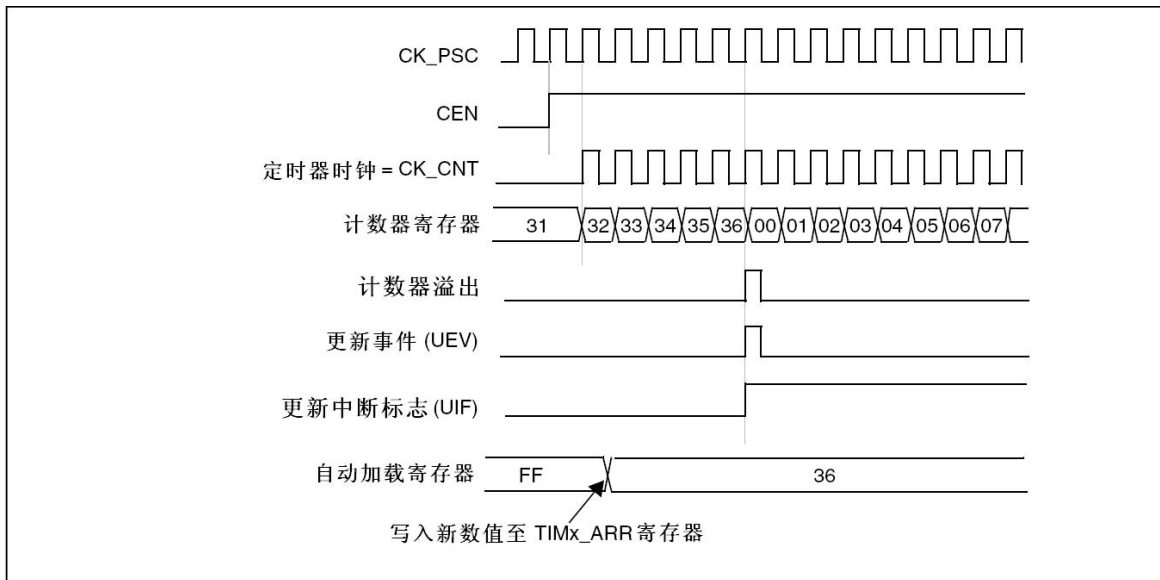 CK_PSC
CEN
定时器时钟 = CK_CNT
计数器寄存器 31 32 33 34 35 36 00 01 02 03 04 05 06 07
计数器溢出
更新事件 (UEV)
更新中断标志 (UIF)
自动加载寄存器 FF 36
写入新数值至 TIMx_ARR 寄存器